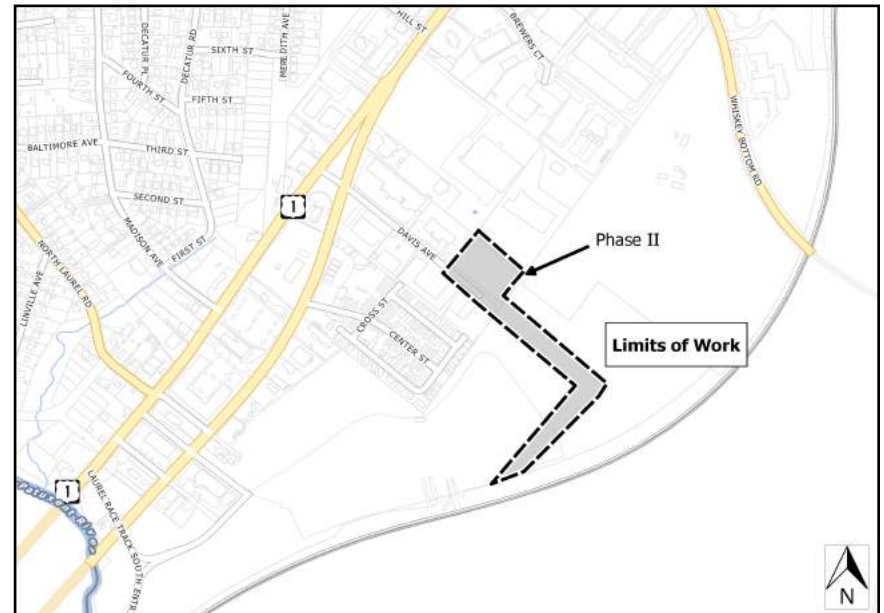 HILL ST
BREWERS CT
DECATUR PL
DECATUR RD
SIXTH ST
MEREDITH AVE
FOURTH ST
FIFTH ST
WHISKEY BOTTOM RD
BALTIMORE AVE
THIRD ST
SECOND ST
1
MADISON AVE
FIRST ST
DAVIS AVE
Phase II
NORTH LAUREL RD
LINVILLE AVE
CROSS ST
CENTER ST
Limits of Work
1
Patuxent River
LAUREL RACE TRACK SOUTH ENTR
N